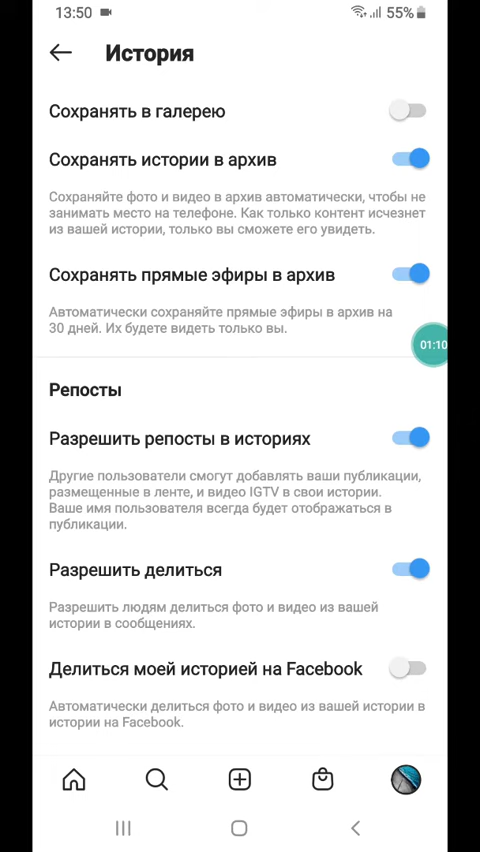 13:50 55%
История
Сохранять в галерею
Сохранять истории в архив
Сохраняйте фото и видео в архив автоматически, чтобы не
занимать место на телефоне. Как только контент исчезнет
из вашей истории, только вы сможете его увидеть.
Сохранять прямые эфиры в архив
Автоматически сохраняйте прямые эфиры в архив на
30 дней. Их будете видеть только вы.
01:10
Репосты
Разрешить репосты в историях
Другие пользователи смогут добавлять ваши публикации,
размещенные в ленте, и видео IGTV в свои истории.
Ваше имя пользователя всегда будет отображаться в
публикации.
Разрешить делиться
Разрешить людям делиться фото и видео из вашей
истории в сообщениях.
Делиться моей историей на Facebook
Автоматически делиться фото и видео из вашей истории в
истории на Facebook.